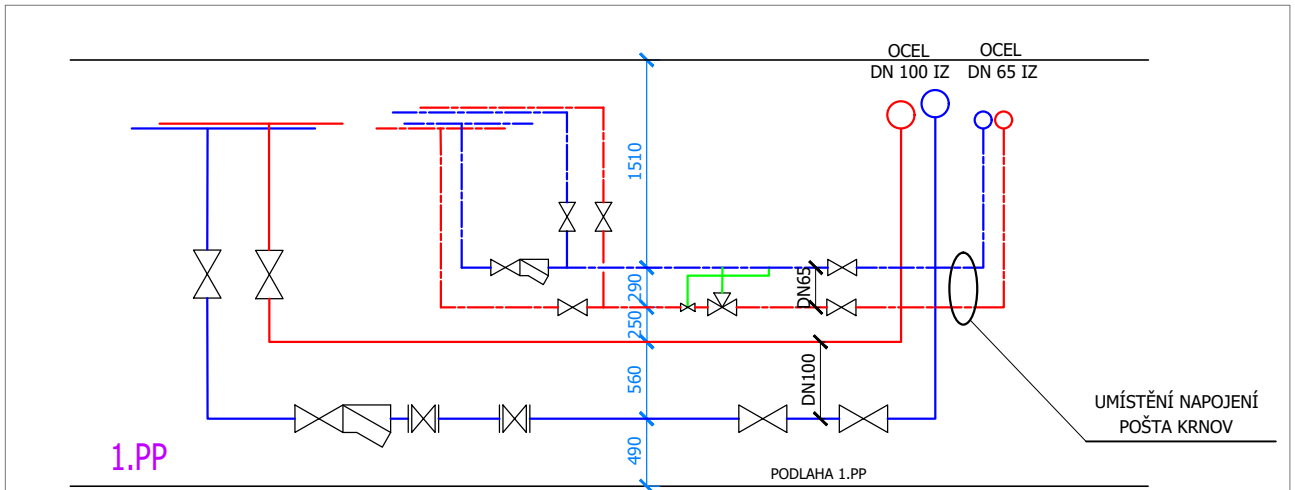 OCEL
DN 100 IZ
OCEL
DN 65 IZ
1510
290
DN65
250
560
DN100
490
UMÍSTĚNÍ NAPOJENÍ
POŠTA KRNOV
1.PP
PODLAHA 1.PP